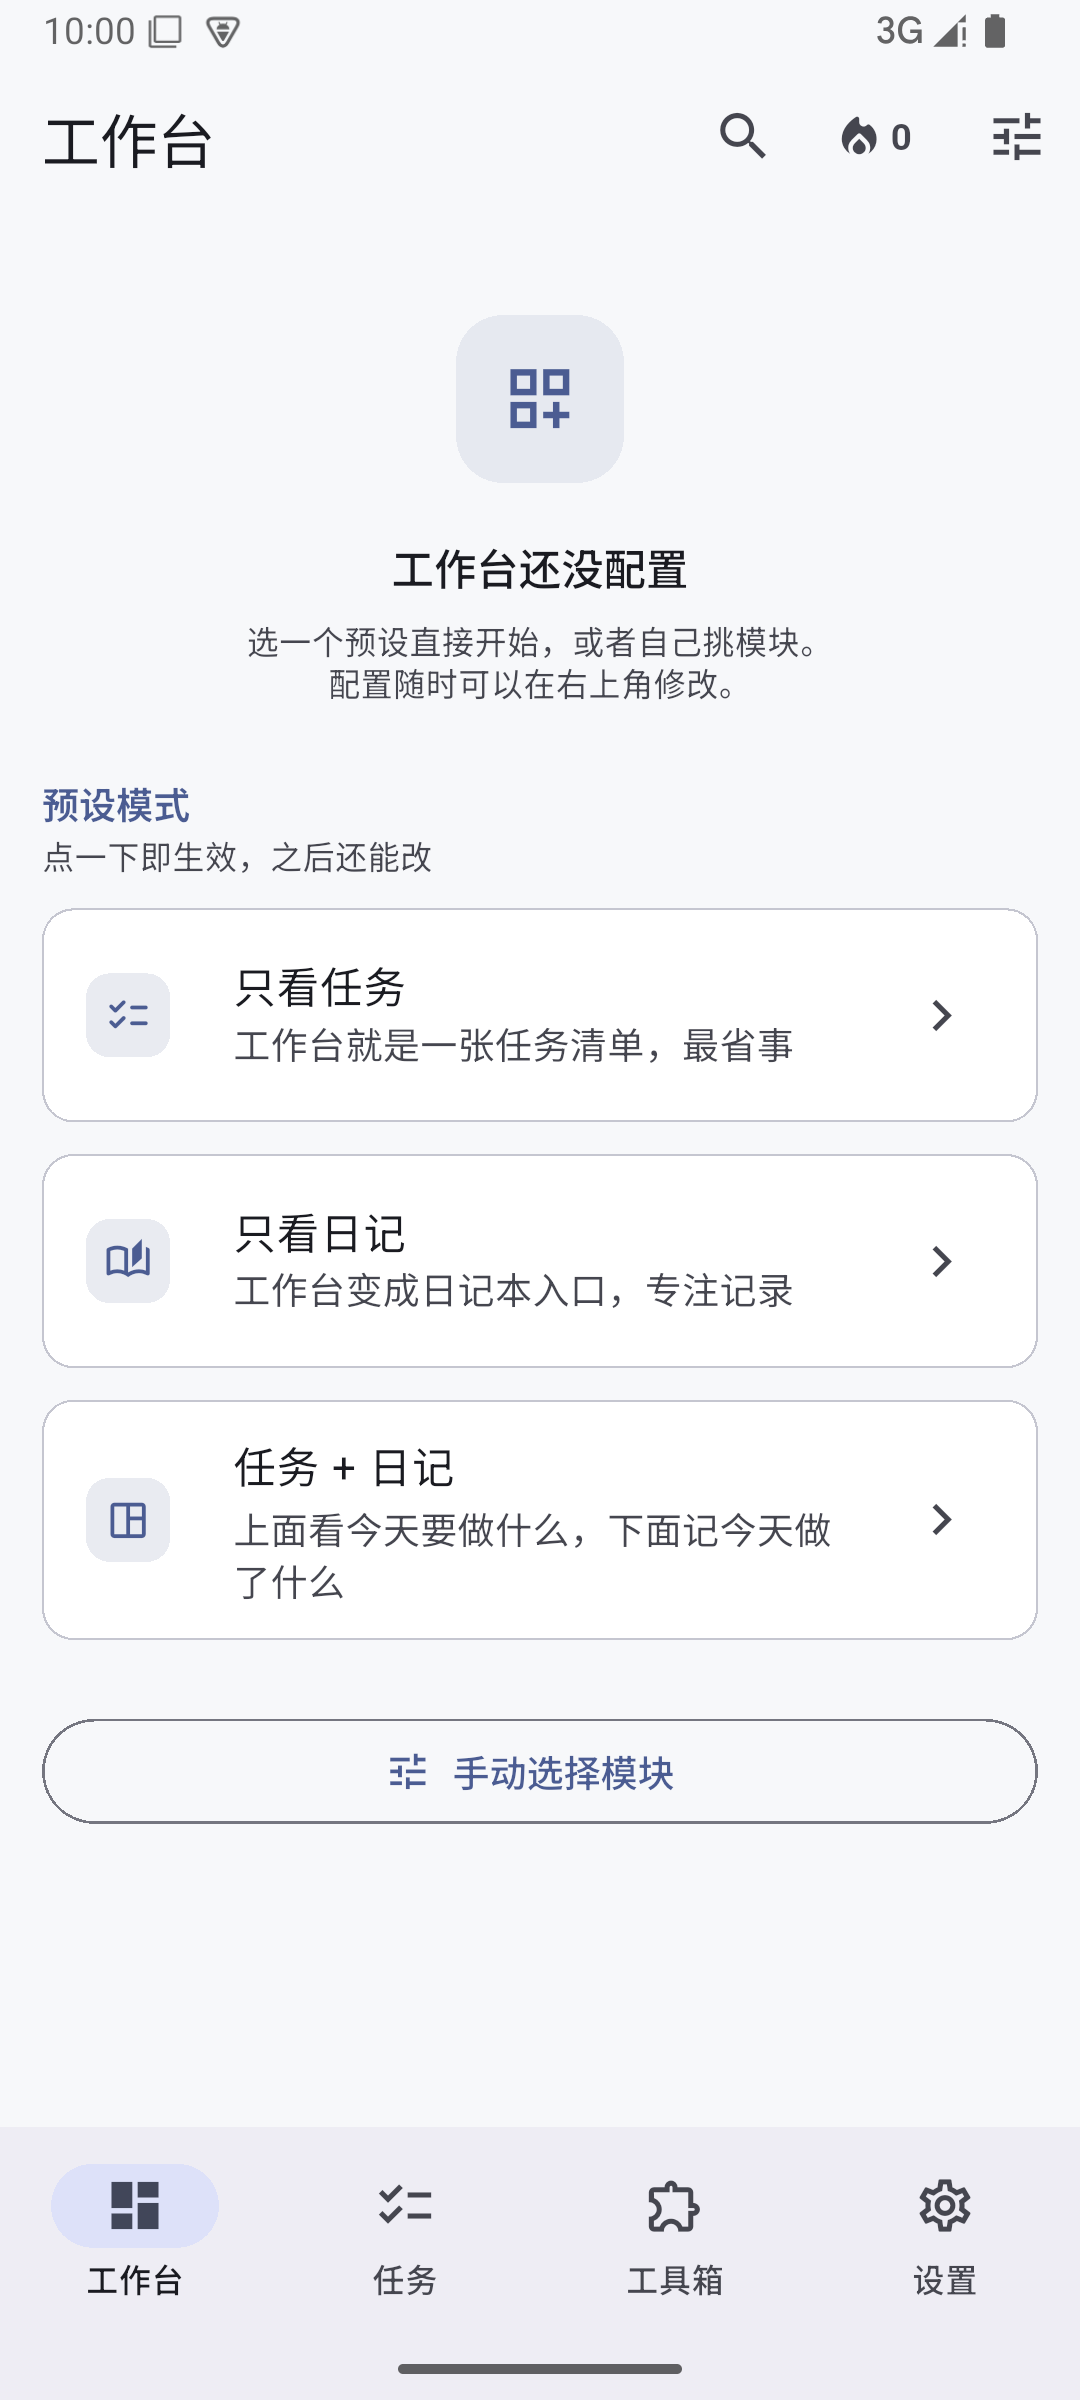 10:00
3G
工作台
0
工作台还没配置
选一个预设直接开始，或者自己挑模块。
配置随时可以在右上角修改。
预设模式
点一下即生效，之后还能改
只看任务
工作台就是一张任务清单，最省事
只看日记
工作台变成日记本入口，专注记录
任务 + 日记
上面看今天要做什么，下面记今天做
了什么
手动选择模块
工作台
任务
工具箱
设置